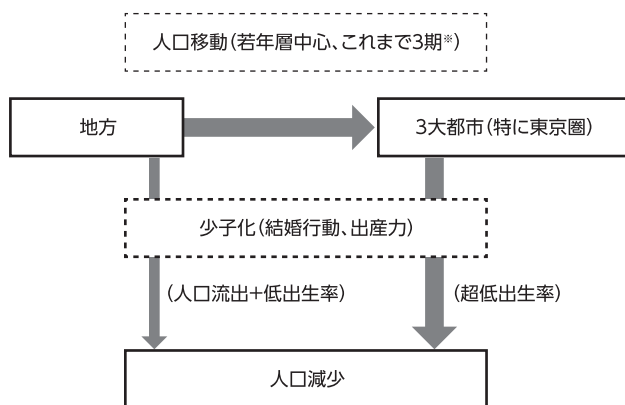 人口移動(若年層中心、これまで3期※)
地方
3大都市(特に東京圏)
少子化(結婚行動、出産力)
(人口流出+低出生率)
(超低出生率)
人口減少